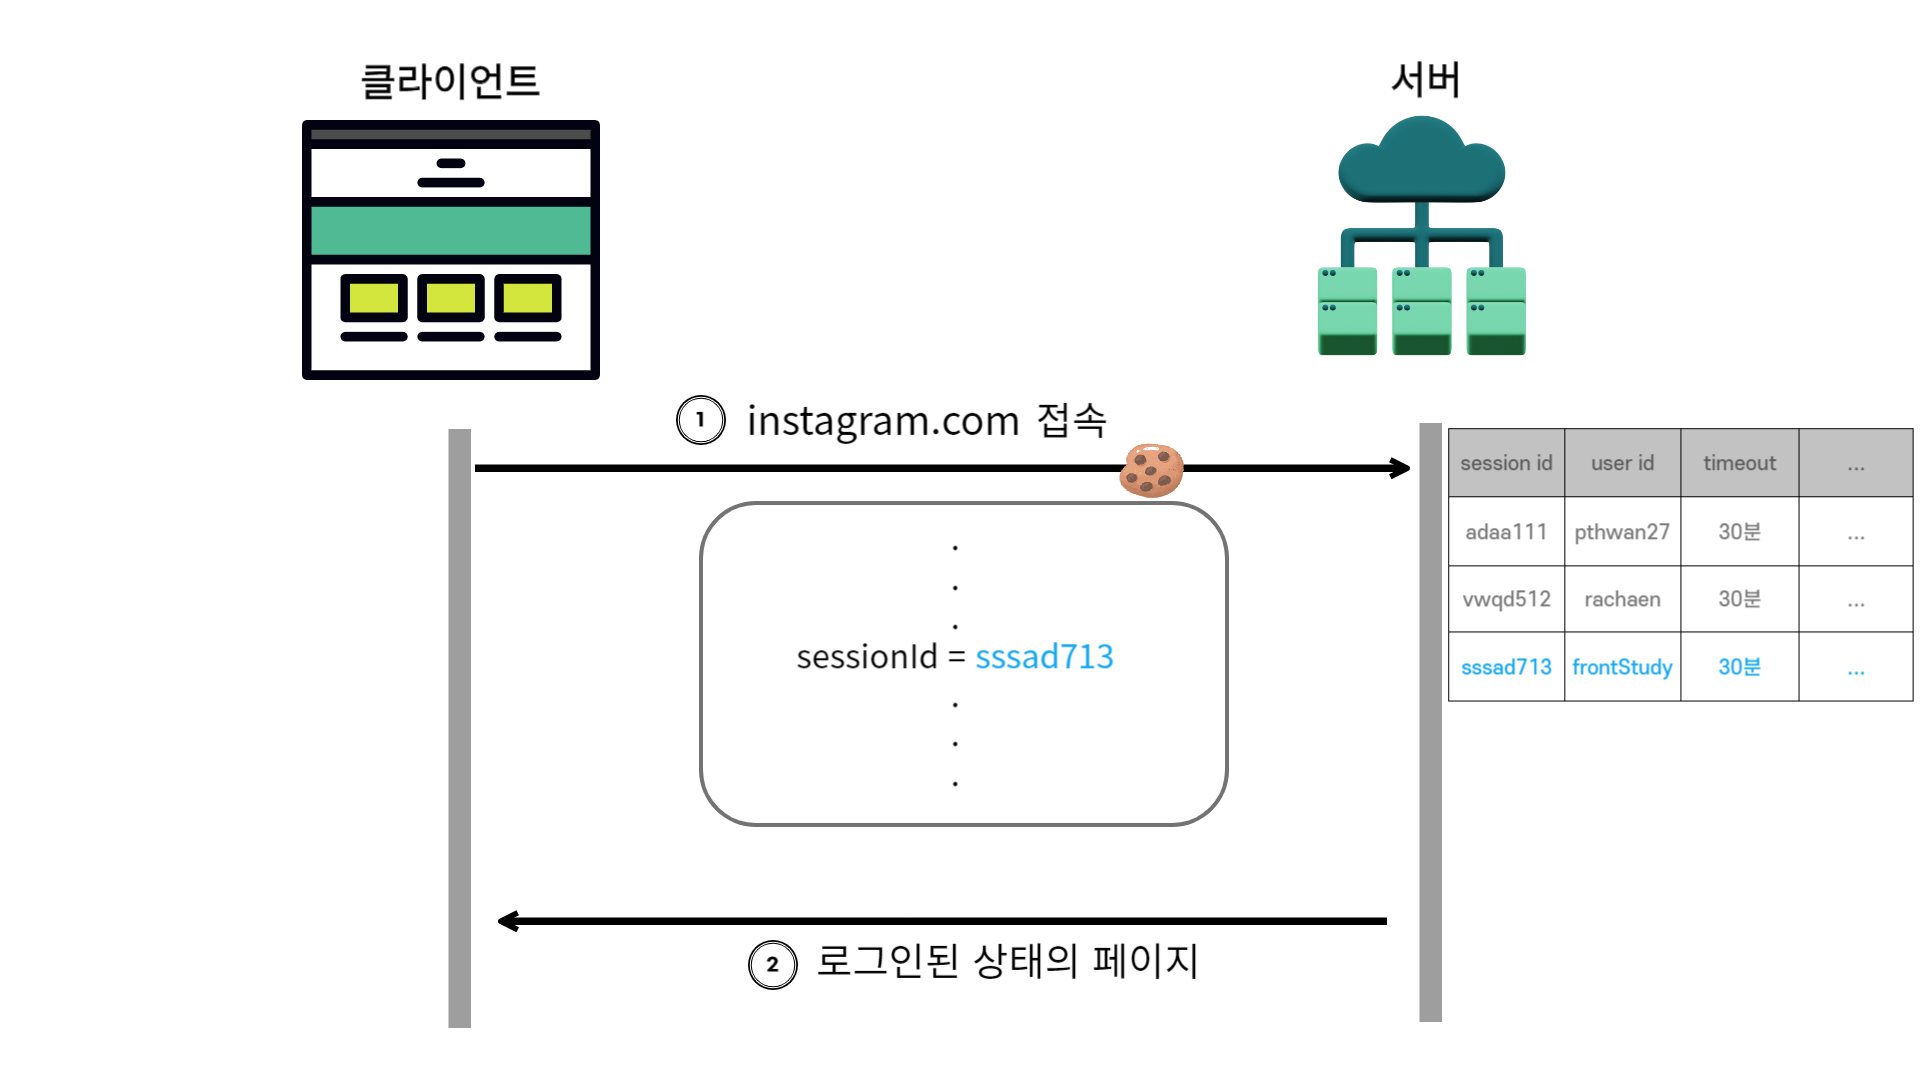 클라이언트
서버
1 instagram.com 접속
session id user id timeout ...
adaa111 pthwan27 30분 ...
vwqd512 rachaen 30분 ...
sssad713 frontStudy 30분 ...
.
.
.
sessionId = sssad713
.
.
.
2 로그인된 상태의 페이지